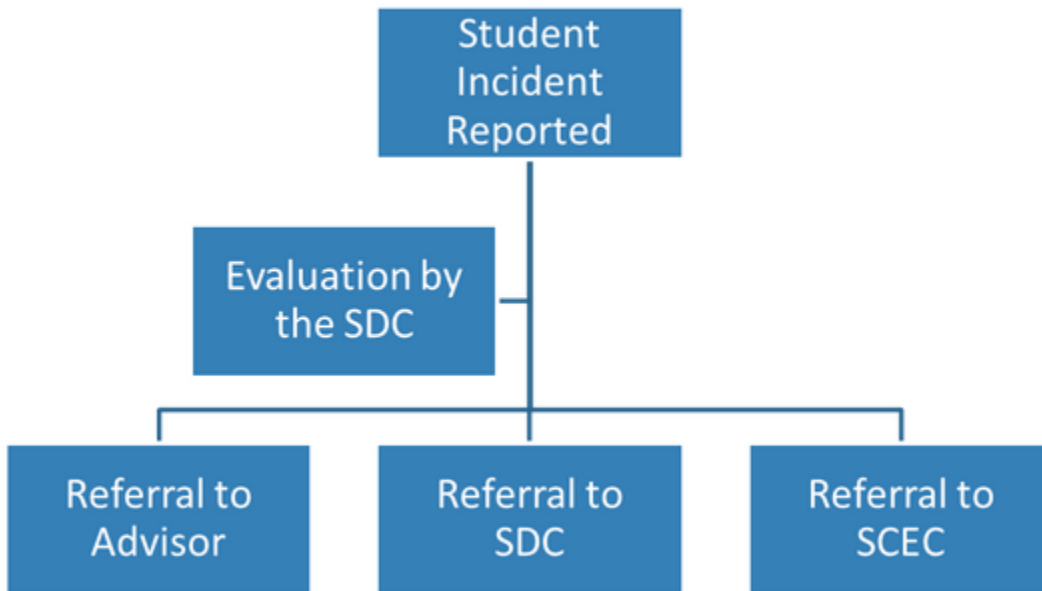 Student
Incident
Reported
Evaluation by
the SDC
Referral to
Advisor
Referral to
SDC
Referral to
SCEC